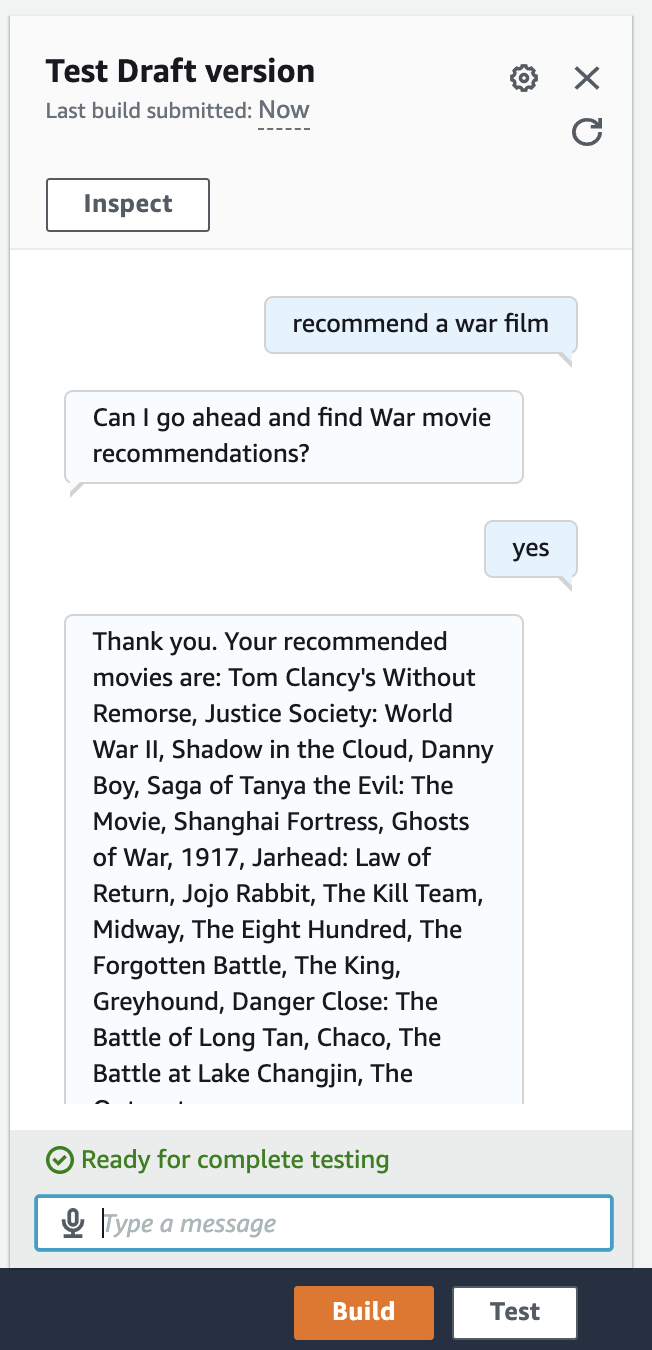 Test Draft version
Last build submitted: Now
Inspect
recommend a war film
Can I go ahead and find War movie
recommendations?
yes
Thank you. Your recommended
movies are: Tom Clancy's Without
Remorse, Justice Society: World
War II, Shadow in the Cloud, Danny
Boy, Saga of Tanya the Evil: The
Movie, Shanghai Fortress, Ghosts
of War, 1917, Jarhead: Law of
Return, Jojo Rabbit, The Kill Team,
Midway, The Eight Hundred, The
Forgotten Battle, The King,
Greyhound, Danger Close: The
Battle of Long Tan, Chaco, The
Battle at Lake Changjin, The
Ready for complete testing
Type a message
Build
Test